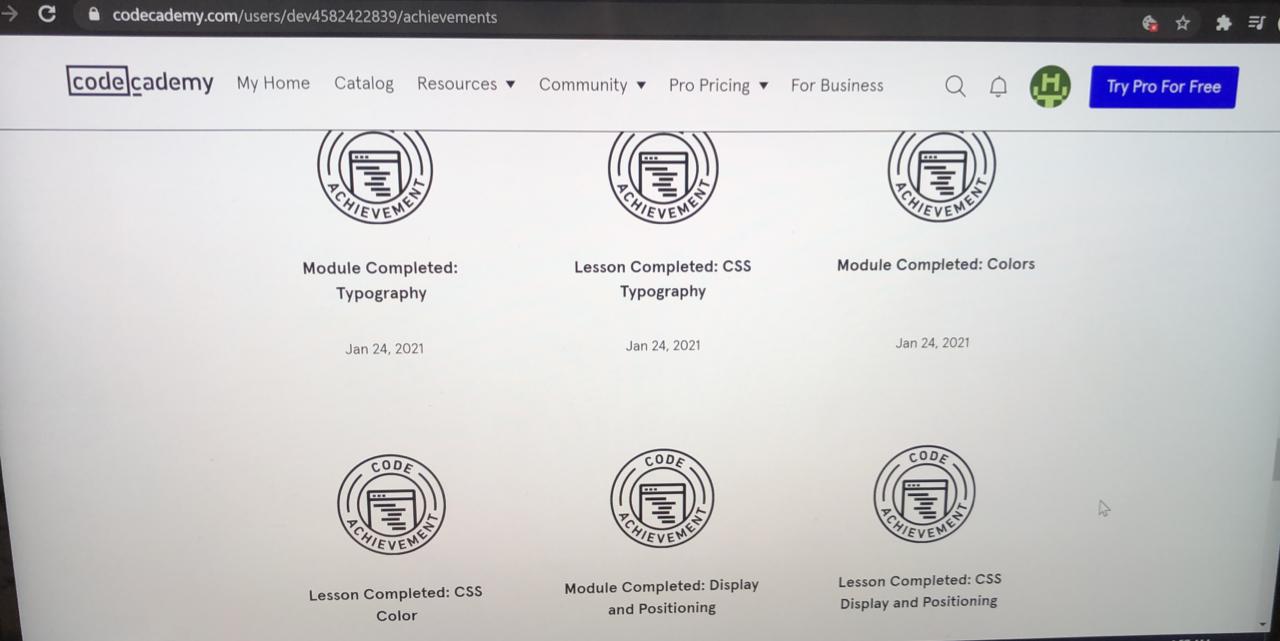 codecademy.com/users/dev4582422839/achievements
codecademy My Home Catalog Resources Community Pro Pricing For Business Try Pro For Free
ACHIEVEMENT ACHIEVEMENT ACHIEVEMENT
Module Completed:
Typography
Lesson Completed: CSS
Typography
Module Completed: Colors
Jan 24, 2021 Jan 24, 2021 Jan 24, 2021
CODE ACHIEVEMENT CODE ACHIEVEMENT CODE ACHIEVEMENT
Lesson Completed: CSS
Color
Module Completed: Display
and Positioning
Lesson Completed: CSS
Display and Positioning